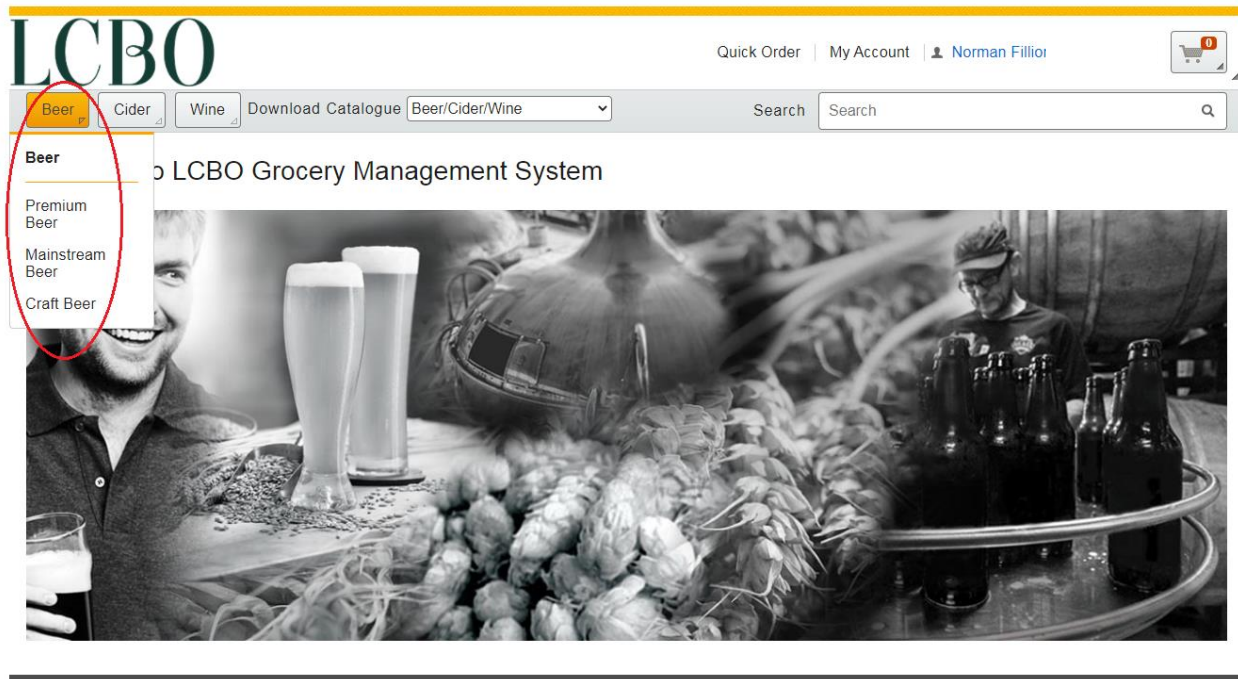 LCBO
Quick Order
My Account
Norman Fillior
0
Beer
Cider
Wine
Download Catalogue
Beer/Cider/Wine
Search
Search
Beer
Premium
Beer
Mainstream
Beer
Craft Beer
o LCBO Grocery Management System